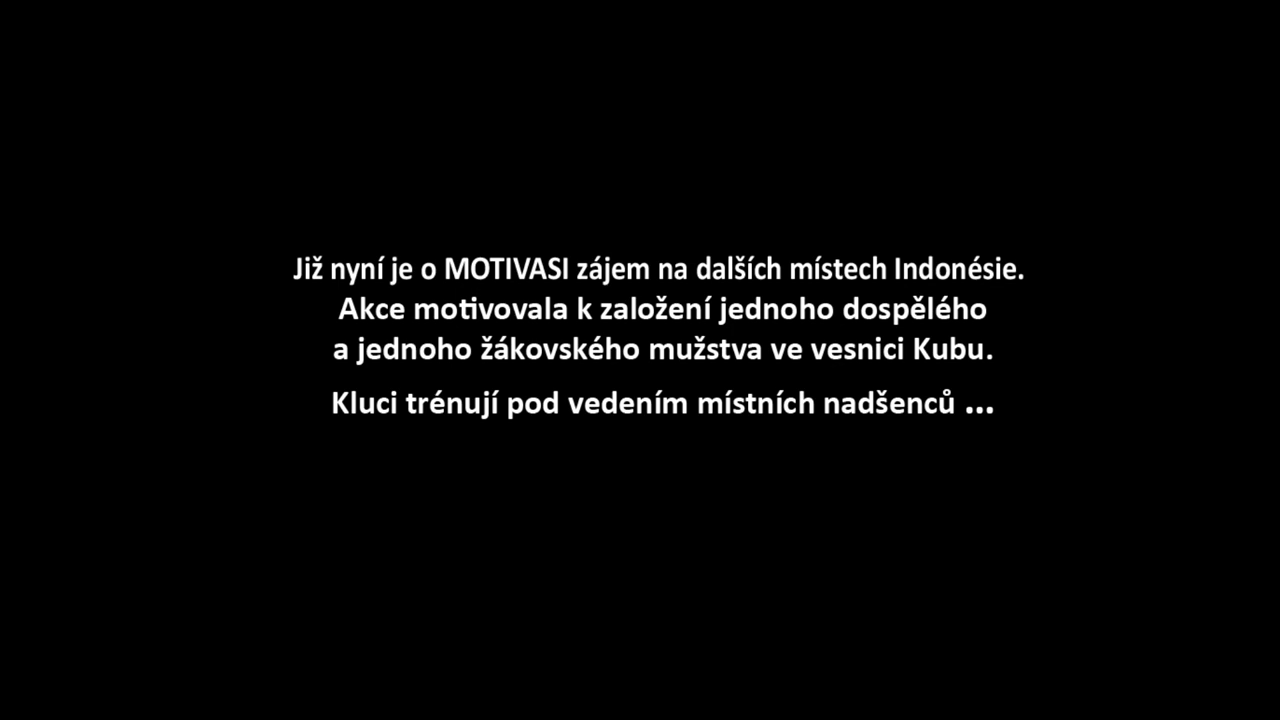 Již nyní je o MOTIVASI zájem na dalších místech Indonésie.
Akce motivovala k založení jednoho dospělého
a jednoho žákovského mužstva ve vesnici Kubu.
Kluci trénují pod vedením místních nadšenců ...